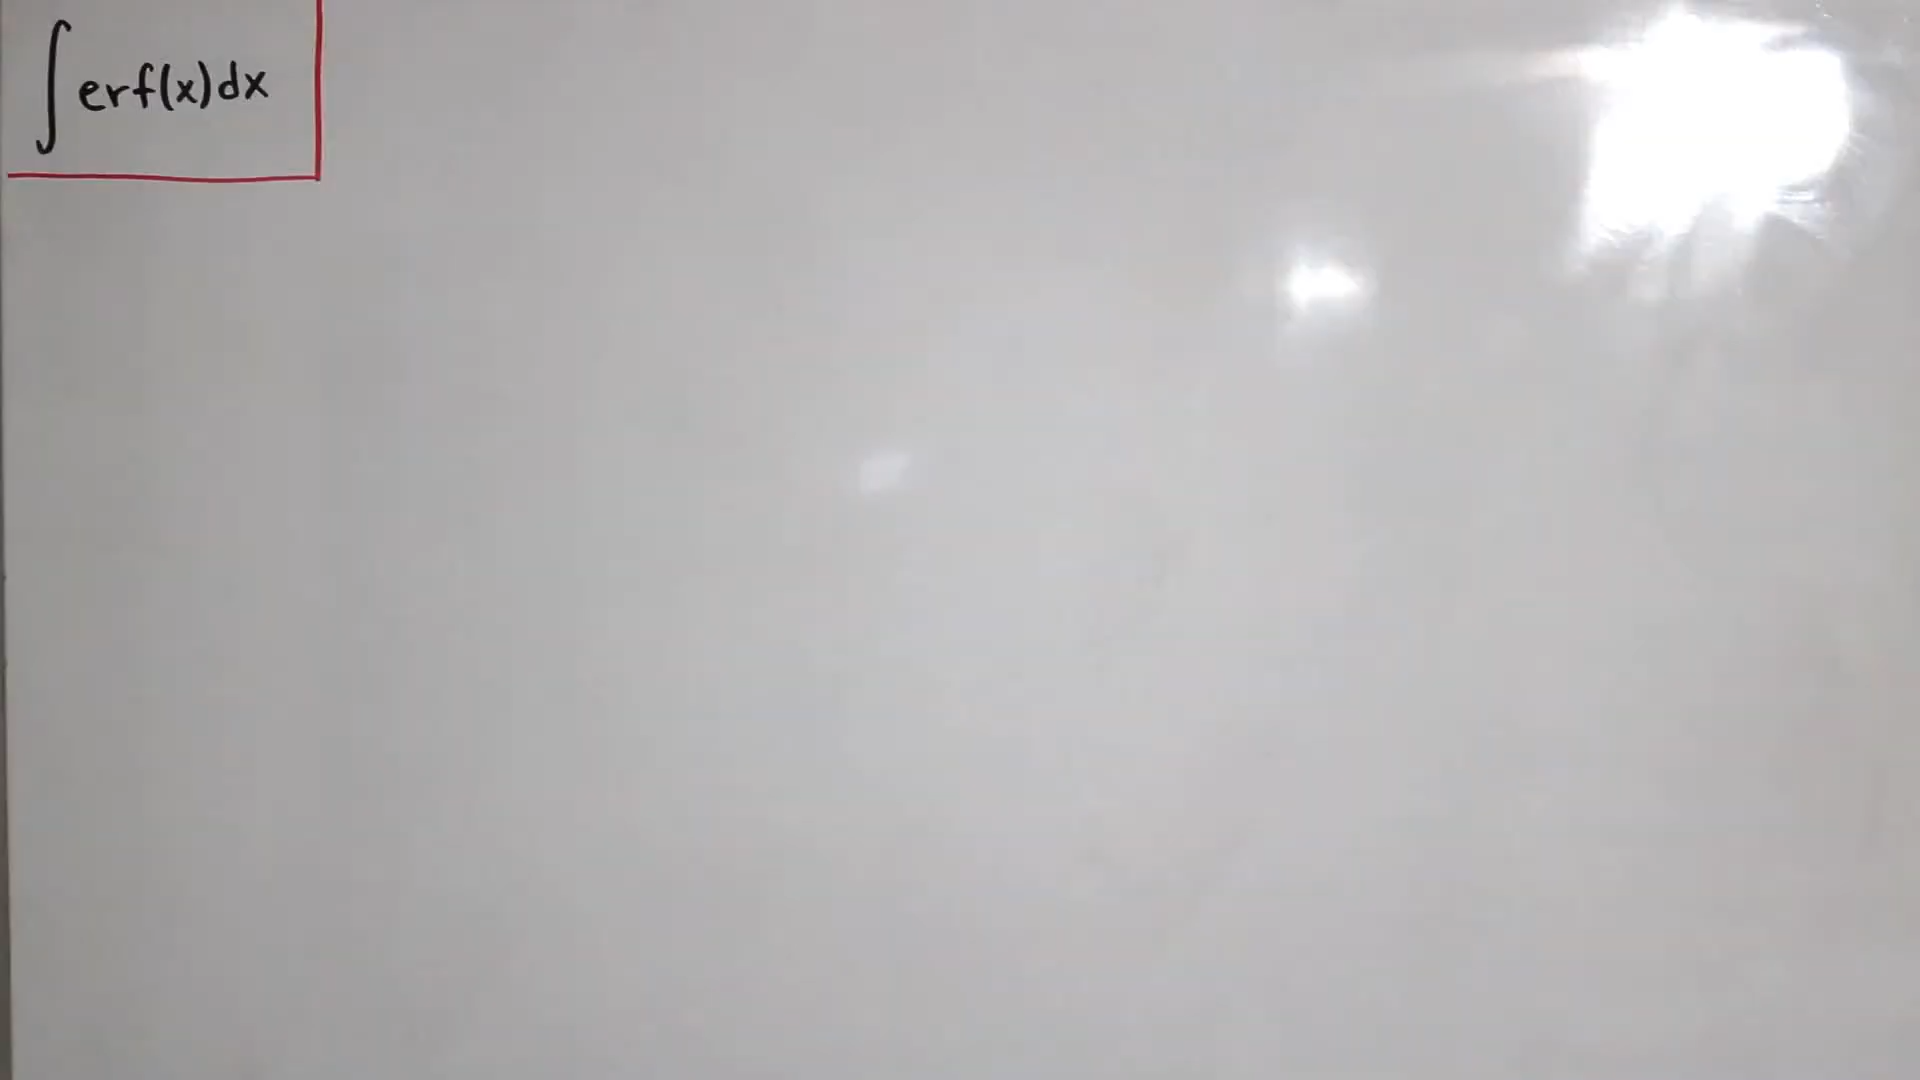 ∫ erf(x) dx